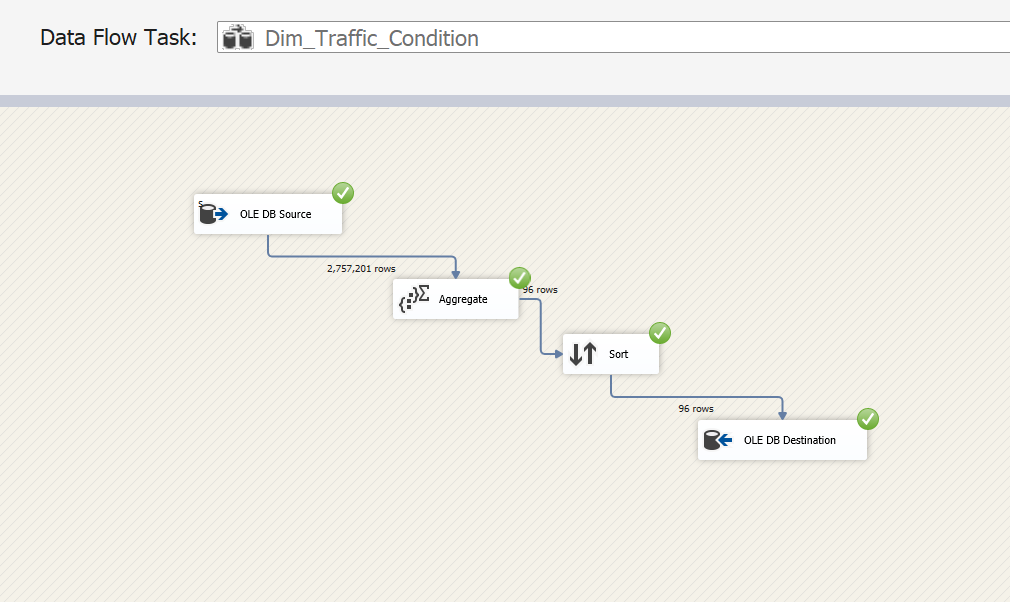 Data Flow Task: Dim_Traffic_Condition
S
OLE DB Source
2,757,201 rows
Aggregate
96 rows
Sort
96 rows
OLE DB Destination